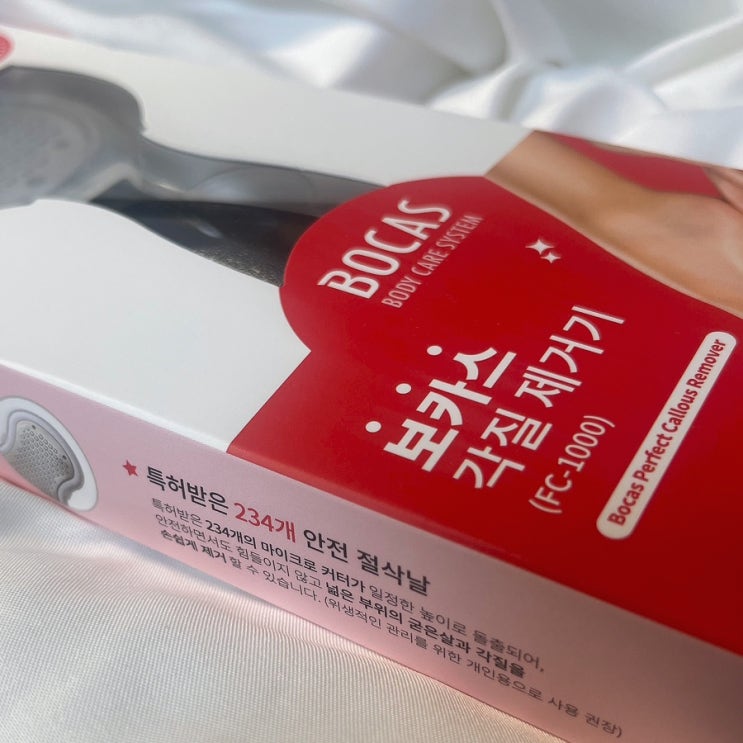 BOCAS
BODY CARE SYSTEM
보카스
각질 제거기
(FC-1000)
Bocas Perfect Callous Remover
특허받은 234개 안전 절삭날
특허받은 234개의 마이크로 커터가 일정한 높이로 돌출되어,
안전하면서도 힘들이지 않고 넓은 부위의 굳은살과 각질을
손쉽게 제거 할 수 있습니다. (위생적인 관리를 위한 개인용으로 사용 권장)